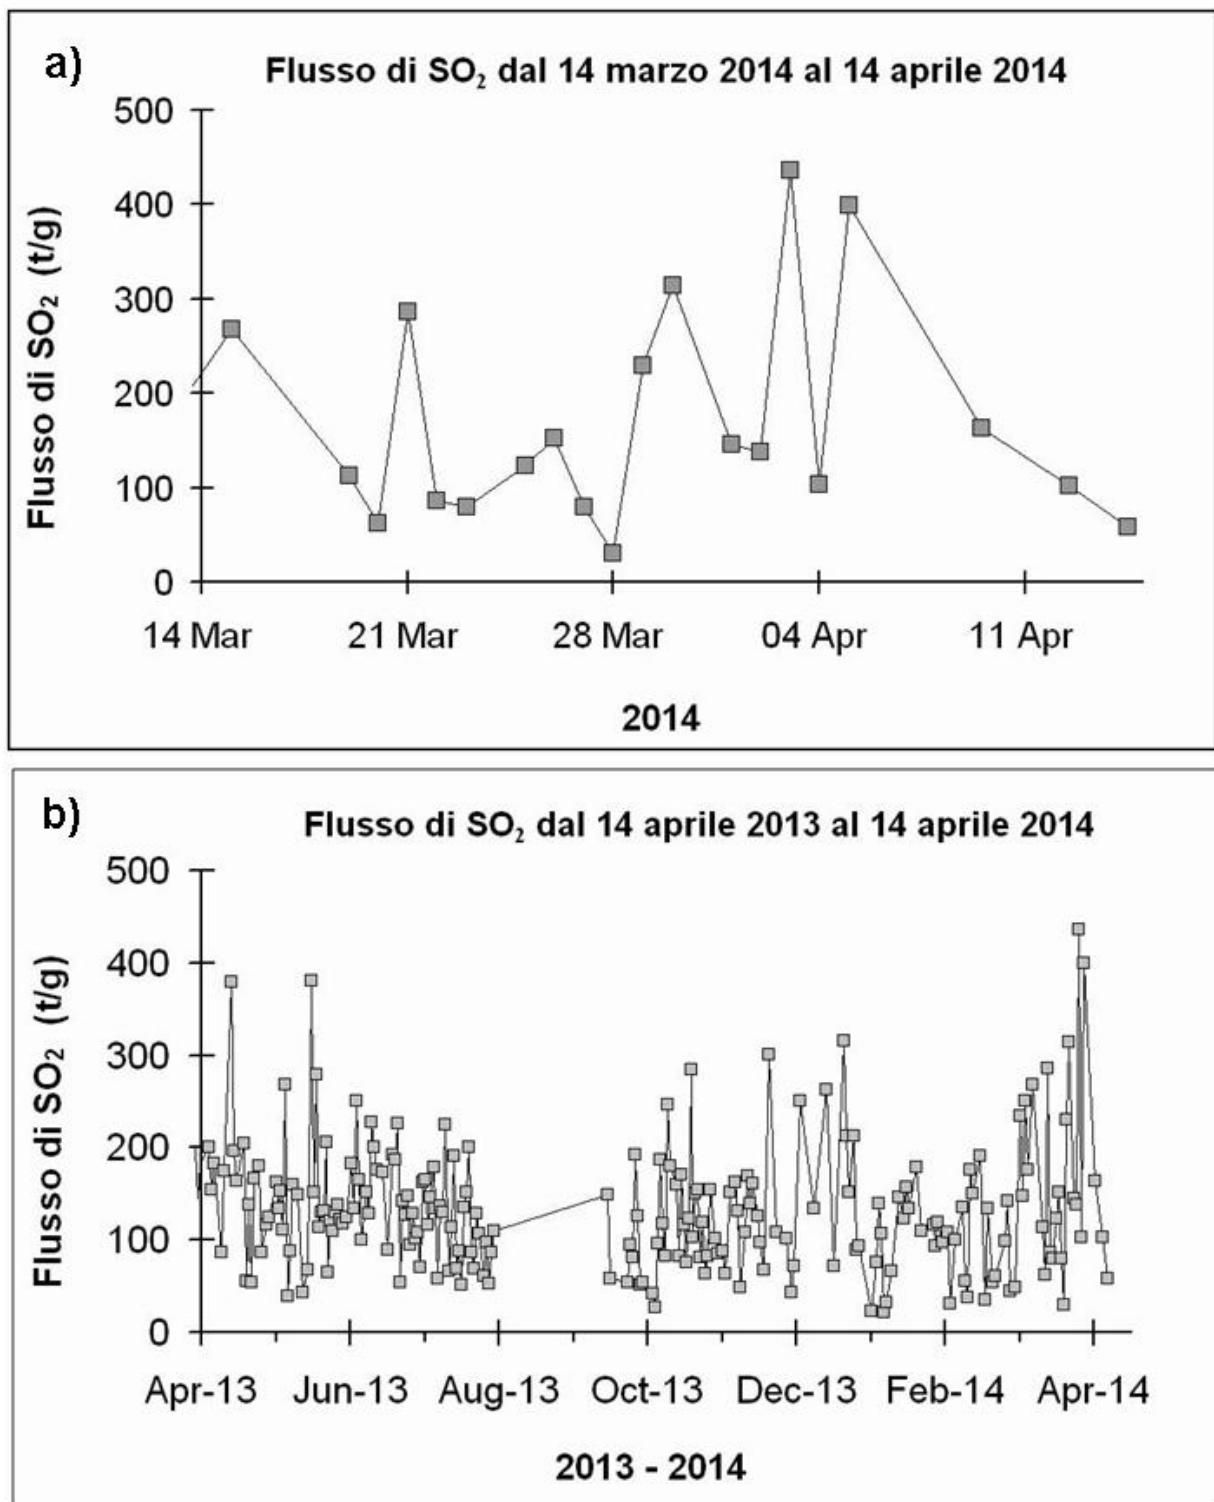 a)
Flusso di SO₂ dal 14 marzo 2014 al 14 aprile 2014
Flusso di SO₂ (t/g)
500
400
300
200
100
0
14 Mar 21 Mar 28 Mar 04 Apr 11 Apr
2014
b)
Flusso di SO₂ dal 14 aprile 2013 al 14 aprile 2014
Flusso di SO₂ (t/g)
500
400
300
200
100
0
Apr-13 Jun-13 Aug-13 Oct-13 Dec-13 Feb-14 Apr-14
2013 - 2014